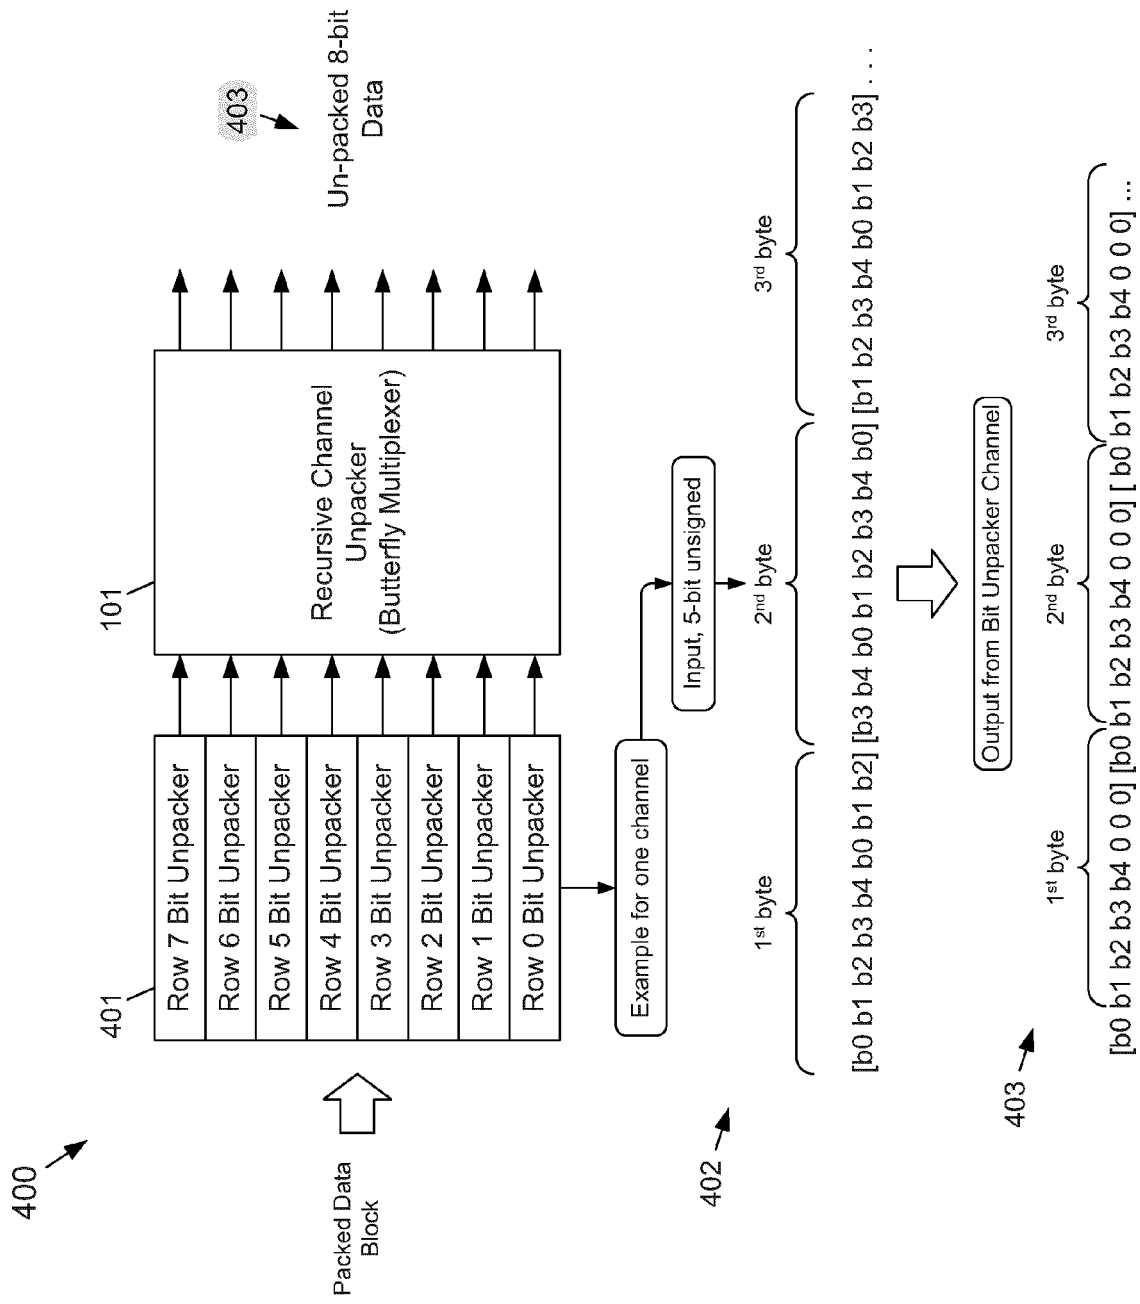 400
Packed Data
Block
401
Row 7 Bit Unpacker
Row 6 Bit Unpacker
Row 5 Bit Unpacker
Row 4 Bit Unpacker
Row 3 Bit Unpacker
Row 2 Bit Unpacker
Row 1 Bit Unpacker
Row 0 Bit Unpacker
101
Recursive Channel
Unpacker
(Butterfly Multiplexer)
403
Un-packed 8-bit
Data
Example for one channel
Input, 5-bit unsigned
402
1st byte
2nd byte
3rd byte
[b0 b1 b2 b3 b4 b0 b1 b2] [b3 b4 b0 b1 b2 b3 b4 b0] [b1 b2 b3 b4 b0 b1 b2 b3] . . .
Output from Bit Unpacker Channel
403
1st byte
2nd byte
3rd byte
[b0 b1 b2 b3 b4 0 0 0] [b0 b1 b2 b3 b4 0 0 0] [ b0 b1 b2 b3 b4 0 0 0] ...